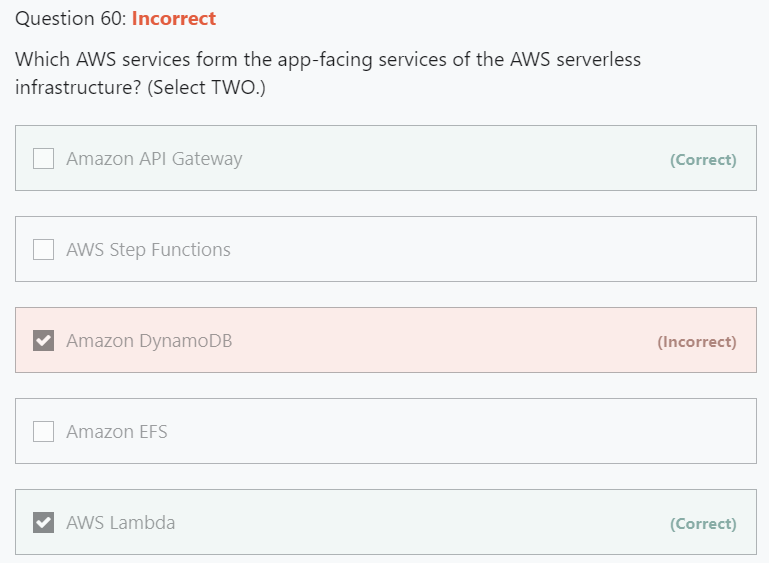 Question 60: Incorrect
Which AWS services form the app-facing services of the AWS serverless
infrastructure? (Select TWO.)
Amazon API Gateway (Correct)
AWS Step Functions
Amazon DynamoDB (Incorrect)
Amazon EFS
AWS Lambda (Correct)